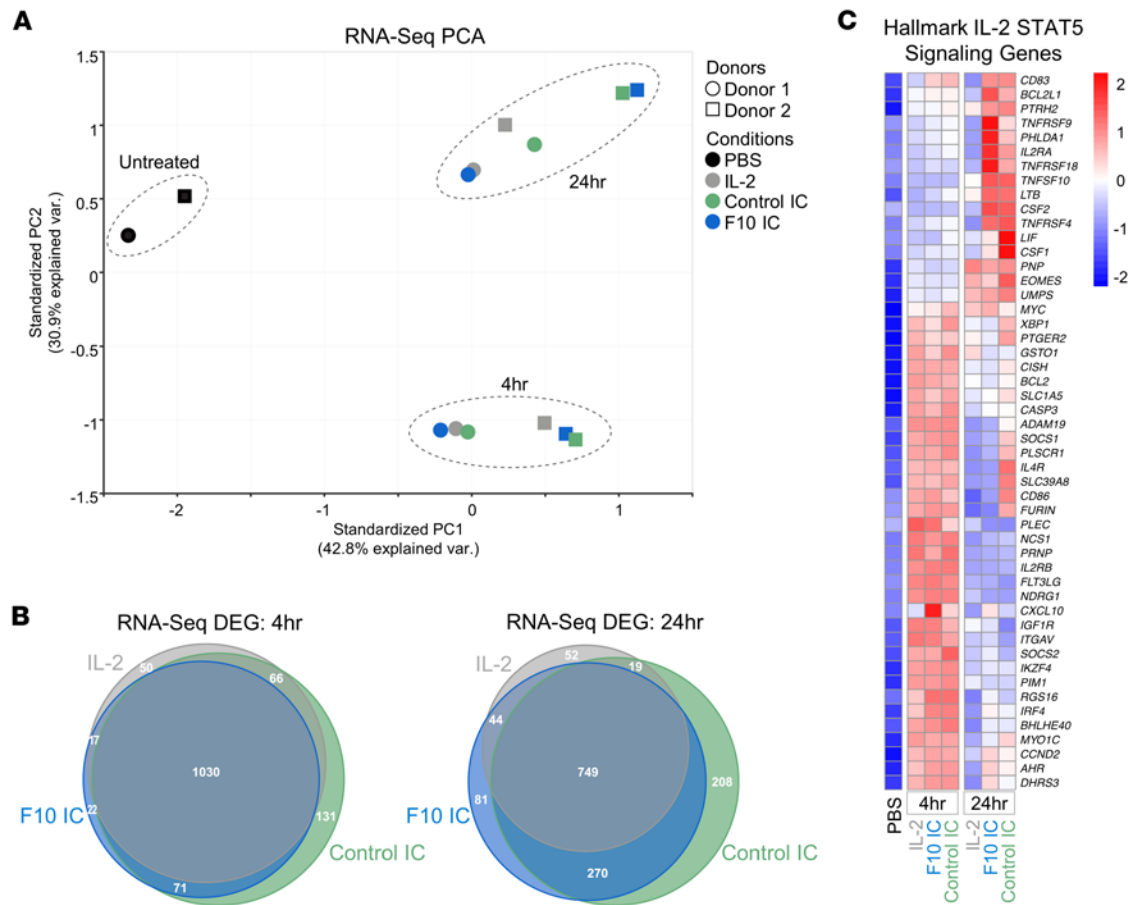 A
RNA-Seq PCA
1.5
1
0.5
0
-0.5
-1
-1.5
-2
-1
0
1
Standardized PC2
(30.9% explained var.)
Standardized PC1
(42.8% explained var.)
Untreated
24hr
4hr
Donors
Donor 1
Donor 2
Conditions
PBS
IL-2
Control IC
F10 IC
B
RNA-Seq DEG: 4hr
IL-2
50
66
17
1030
22
F10 IC
131
Control IC
71
RNA-Seq DEG: 24hr
IL-2
52
19
44
749
208
81
F10 IC
Control IC
270
C
Hallmark IL-2 STAT5
Signaling Genes
CD83
BCL2L1
PTRH2
TNFRSF9
PHLDA1
IL2RA
TNFRSF18
TNFSF10
LTB
CSF2
TNFRSF4
LIF
CSF1
PNP
EOMES
UMPS
MYC
XBP1
PTGER2
GSTO1
CISH
BCL2
SLC1A5
CASP3
ADAM19
SOCS1
PLSCR1
IL4R
SLC39A8
CD86
FURIN
PLEC
NCS1
PRNP
IL2RB
FLT3LG
NDRG1
CXCL10
IGF1R
ITGAV
SOCS2
IKZF4
PIM1
RGS16
IRF4
BHLHE40
MYO1C
CCND2
AHR
DHRS3
2
1
0
-1
-2
PBS
4hr
24hr
IL-2
F10 IC
Control IC
IL-2
F10 IC
Control IC